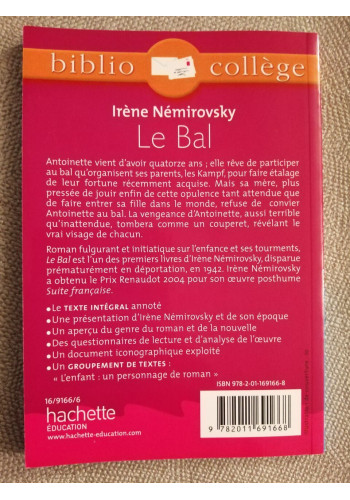 biblio collège
Irène Némirovsky
Le Bal
Antoinette vient d'avoir quatorze ans ; elle rêve de participer
au bal qu'organisent ses parents, les Kampf, pour faire étalage
de leur fortune récemment acquise. Mais sa mère, plus
pressée de jouir enfin de cette opulence tant attendue que
de faire entrer sa fille dans le monde, refuse de convier
Antoinette au bal. La vengeance d'Antoinette, aussi terrible
qu'inattendue, tombera comme un couperet, révélant le
vrai visage de chacun.
Roman fulgurant et initiatique sur l'enfance et ses tourments,
Le Bal est l'un des premiers livres d'Irène Némirovsky, disparue
prématurément en déportation, en 1942. Irène Némirovsky
a obtenu le Prix Renaudot 2004 pour son œuvre posthume
Suite française.
• Le TEXTE INTÉGRAL annoté
• Une présentation d'Irène Némirovsky et de son époque
• Un aperçu du genre du roman et de la nouvelle
• Des questionnaires de lecture et d'analyse de l'œuvre
• Un document iconographique exploité
• Un GROUPEMENT DE TEXTES :
« L'enfant : un personnage de roman »
16/9166/6
hachette
ÉDUCATION
www.hachette-education.com
ISBN 978-2-01-169166-8
9 782011 691668